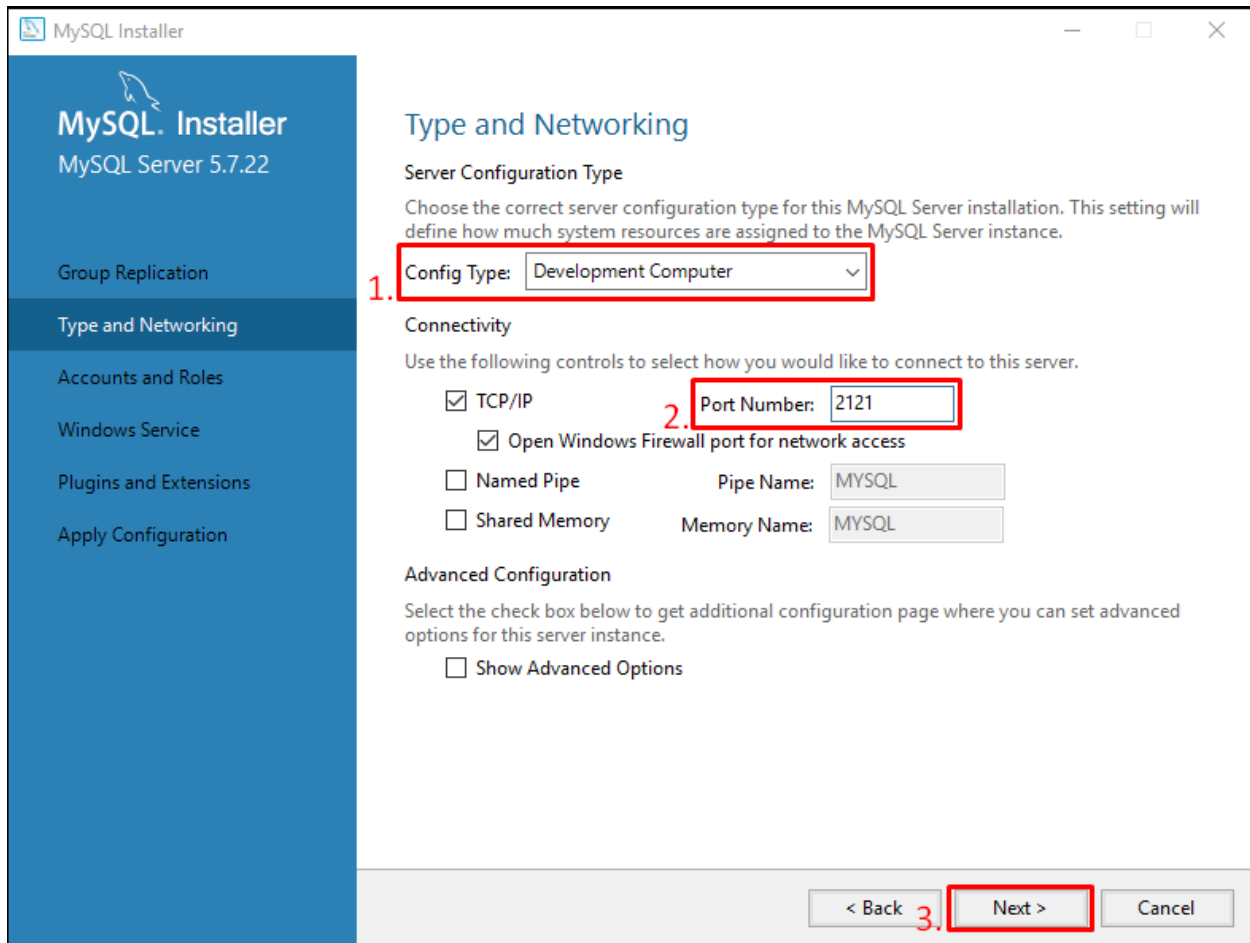 MySQL Installer
MySQL. Installer
MySQL Server 5.7.22
Group Replication
Type and Networking
Accounts and Roles
Windows Service
Plugins and Extensions
Apply Configuration
Type and Networking
Server Configuration Type
Choose the correct server configuration type for this MySQL Server installation. This setting will
define how much system resources are assigned to the MySQL Server instance.
1. Config Type: Development Computer
Connectivity
Use the following controls to select how you would like to connect to this server.
TCP/IP 2. Port Number: 2121
Open Windows Firewall port for network access
Named Pipe Pipe Name: MYSQL
Shared Memory Memory Name: MYSQL
Advanced Configuration
Select the check box below to get additional configuration page where you can set advanced
options for this server instance.
Show Advanced Options
< Back 3. Next > Cancel